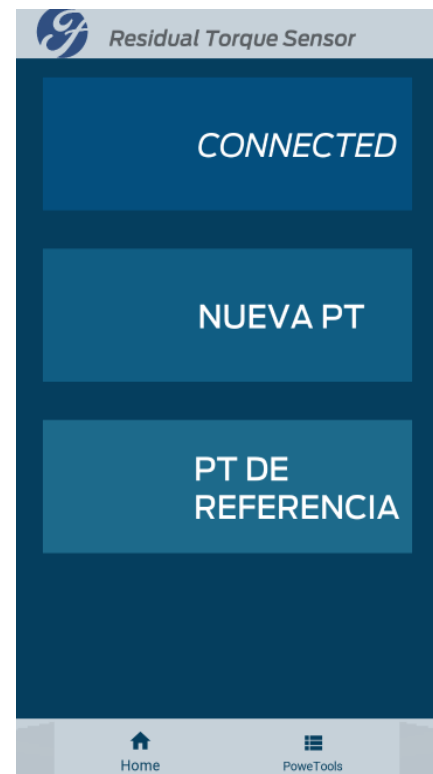 Residual Torque Sensor
CONNECTED
NUEVA PT
PT DE
REFERENCIA
Home
PoweTools